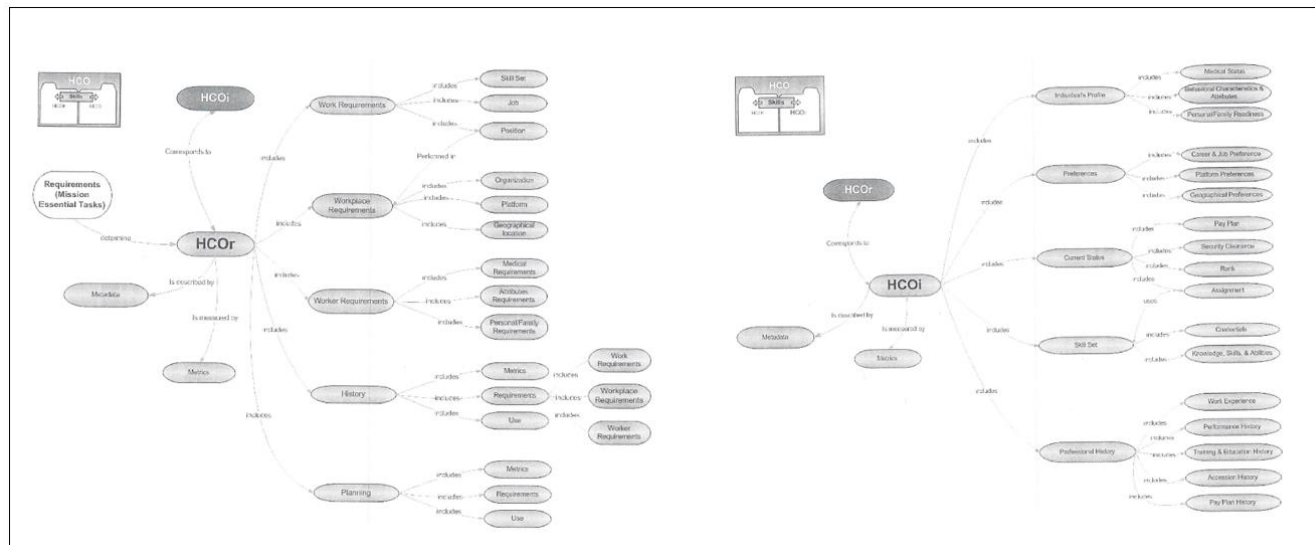 HCO
Skills
HCOr
HCOi
HCOi
Corresponds to
Requirements
(Mission
Essential Tasks)
determine
HCOr
Is described by
Metadata
Is measured by
Metrics
includes
Work Requirements
includes
Skill Set
includes
Job
includes
Position
Performed in
includes
Workplace
Requirements
includes
Organization
includes
Platform
includes
Geographical
location
includes
Worker Requirements
includes
Medical
Requirements
includes
Attributes
Requirements
includes
Personal/Family
Requirements
includes
History
includes
Metrics
includes
Requirements
includes
Use
includes
Work
Requirements
includes
Workplace
Requirements
includes
Worker
Requirements
includes
Planning
includes
Metrics
includes
Requirements
includes
Use
HCO
Skills
HCOr
HCOi
HCOr
Corresponds to
HCOi
Is described by
Metadata
Is measured by
Metrics
includes
Individual's Profile
includes
Medical Status
includes
Behavioral Characteristics &
Attributes
includes
Personal/Family Readiness
includes
Preferences
includes
Career & Job Preference
includes
Platform Preferences
includes
Geographical Preferences
includes
Current Status
includes
Pay Plan
includes
Security Clearance
includes
Rank
includes
Assignment
uses
includes
Skill Set
includes
Credentials
includes
Knowledge, Skills, & Abilities
includes
Professional History
includes
Work Experience
includes
Performance History
includes
Training & Education History
includes
Accession History
includes
Pay Plan History